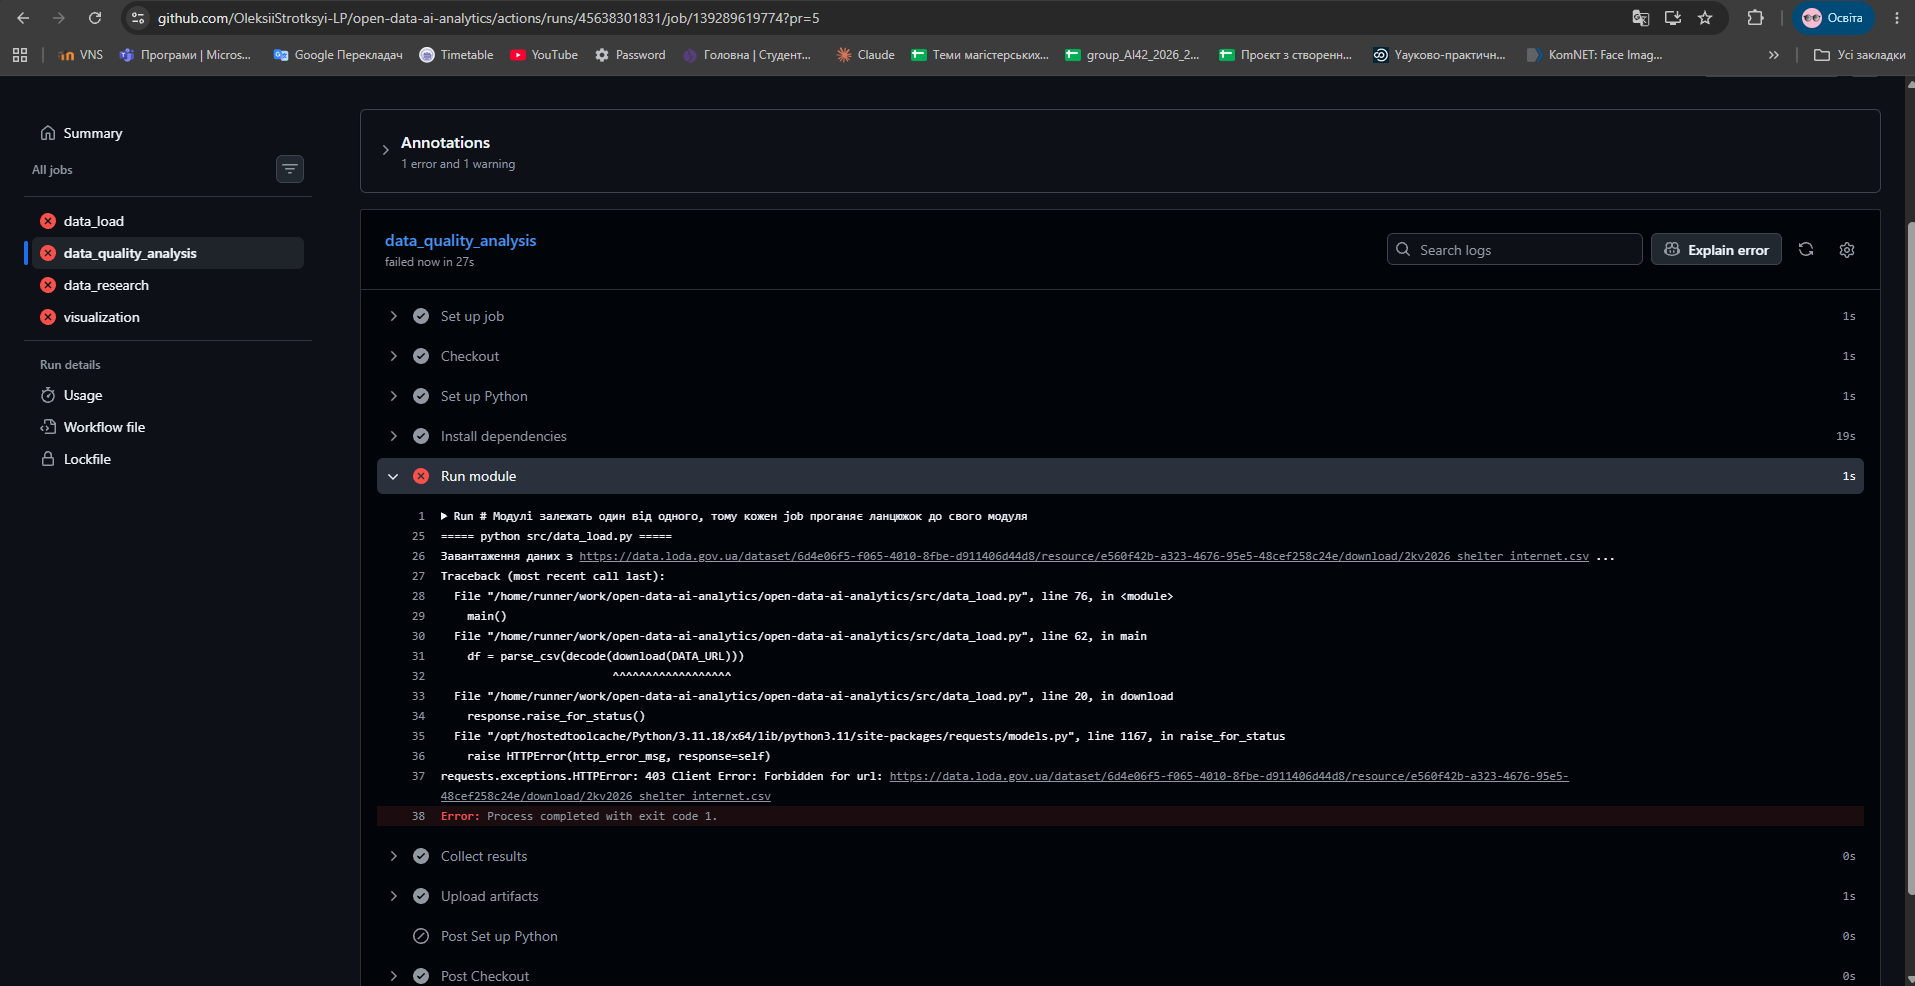 github.com/OleksiiStrotksyi-LP/open-data-ai-analytics/actions/runs/45638301831/job/139289619774?pr=5
Освіта
VNS
Програми | Micros...
Google Перекладач
Timetable
YouTube
Password
Головна | Студент...
Claude
Теми магістерських...
group_AI42_2026_2...
Проєкт з створенн...
Yауково-практичн...
KomNET: Face Imag...
Усі закладки
Summary
All jobs
data_load
data_quality_analysis
data_research
visualization
Run details
Usage
Workflow file
Lockfile
Annotations
1 error and 1 warning
data_quality_analysis
failed now in 27s
Search logs
Explain error
Set up job 1s
Checkout 1s
Set up Python 1s
Install dependencies 19s
Run module 1s
1 Run # Модулі залежать один від одного, тому кожен job проганяє ланцюжок до свого модуля
25 ===== python src/data_load.py =====
26 Завантаження даних з https://data.loda.gov.ua/dataset/6d4e06f5-f065-4010-8fbe-d911406d44d8/resource/e560f42b-a323-4676-95e5-48cef258c24e/download/2kv2026_shelter_internet.csv ...
27 Traceback (most recent call last):
28 File "/home/runner/work/open-data-ai-analytics/open-data-ai-analytics/src/data_load.py", line 76, in <module>
29 main()
30 File "/home/runner/work/open-data-ai-analytics/open-data-ai-analytics/src/data_load.py", line 62, in main
31 df = parse_csv(decode(download(DATA_URL)))
32 ^^^^^^^^^^^^^^^^^^
33 File "/home/runner/work/open-data-ai-analytics/open-data-ai-analytics/src/data_load.py", line 20, in download
34 response.raise_for_status()
35 File "/opt/hostedtoolcache/Python/3.11.18/x64/lib/python3.11/site-packages/requests/models.py", line 1167, in raise_for_status
36 raise HTTPError(http_error_msg, response=self)
37 requests.exceptions.HTTPError: 403 Client Error: Forbidden for url: https://data.loda.gov.ua/dataset/6d4e06f5-f065-4010-8fbe-d911406d44d8/resource/e560f42b-a323-4676-95e5-
48cef258c24e/download/2kv2026_shelter_internet.csv
38 Error: Process completed with exit code 1.
Collect results 0s
Upload artifacts 1s
Post Set up Python 0s
Post Checkout 0s